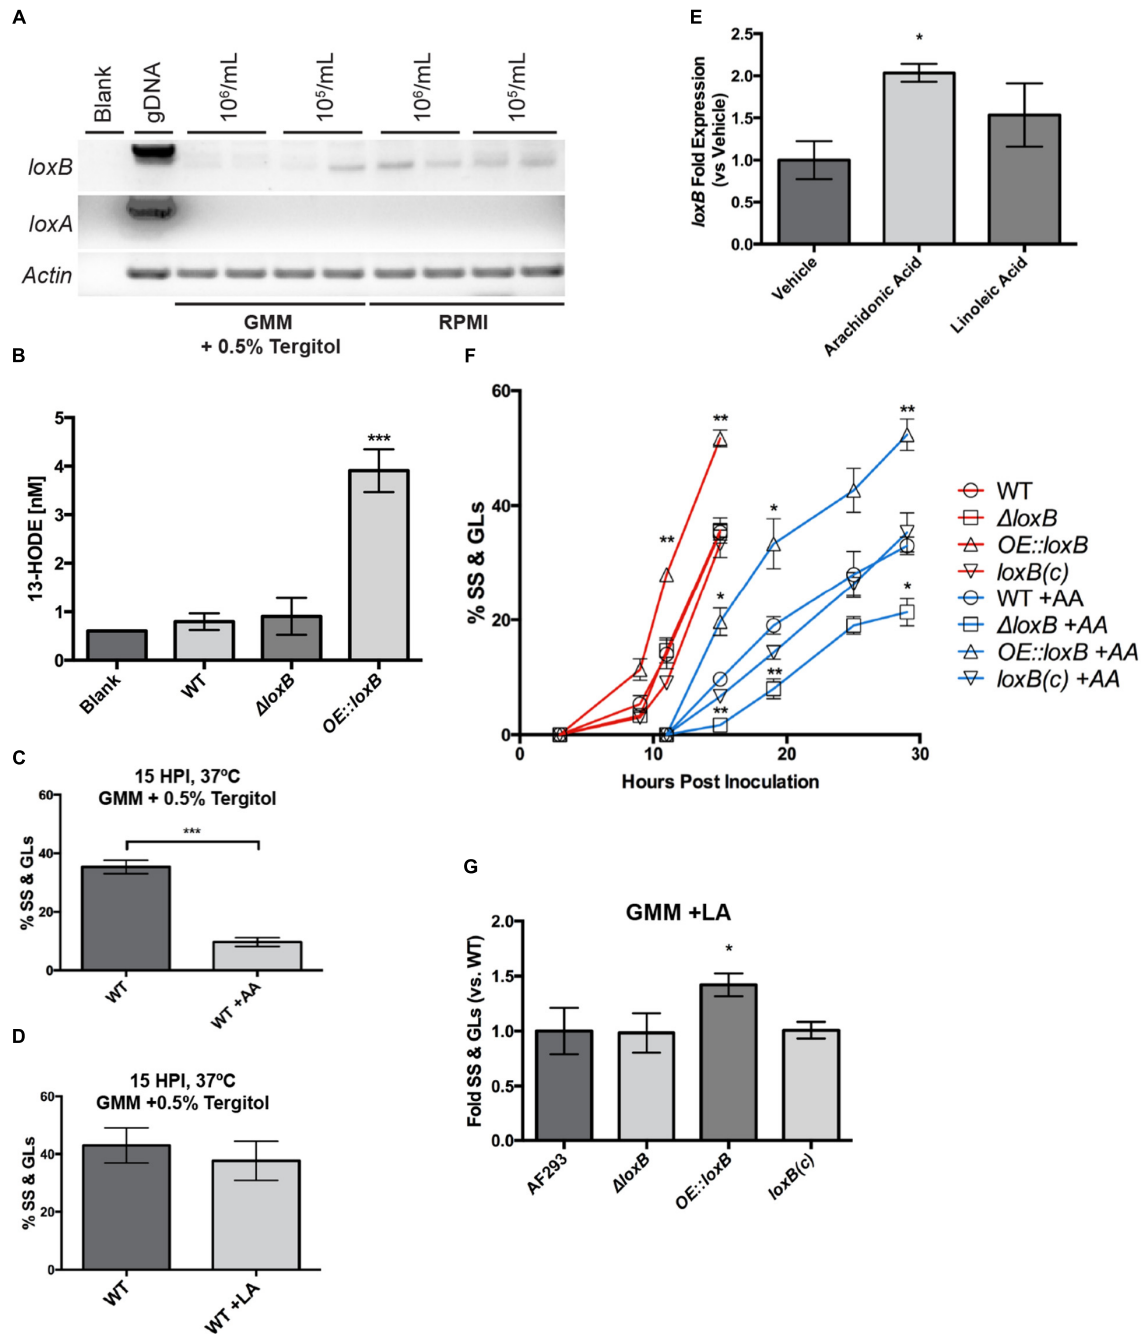 A
Blank
gDNA
10⁶/mL
10⁵/mL
10⁶/mL
10⁵/mL
loxB
loxA
Actin
GMM
+ 0.5% Tergitol
RPMI
B
5
4
3
2
1
0
13-HODE [nM]
***
Blank
WT
ΔloxB
OE::loxB
C
15 HPI, 37ºC
GMM + 0.5% Tergitol
60
40
20
0
% SS & GLs
***
WT
WT +AA
D
15 HPI, 37ºC
GMM +0.5% Tergitol
60
40
20
0
% SS & GLs
WT
WT +LA
E
2.5
2.0
1.5
1.0
0.5
0.0
loxB Fold Expression
(vs Vehicle)
*
Vehicle
Arachidonic Acid
Linoleic Acid
F
60
40
20
0
% SS & GLs
**
**
**
*
*
**
**
*
0
10
20
30
Hours Post Inoculation
WT
ΔloxB
OE::loxB
loxB(c)
WT +AA
ΔloxB +AA
OE::loxB +AA
loxB(c) +AA
G
GMM +LA
2.0
1.5
1.0
0.5
0.0
Fold SS & GLs (vs. WT)
*
AF293
ΔloxB
OE::loxB
loxB(c)